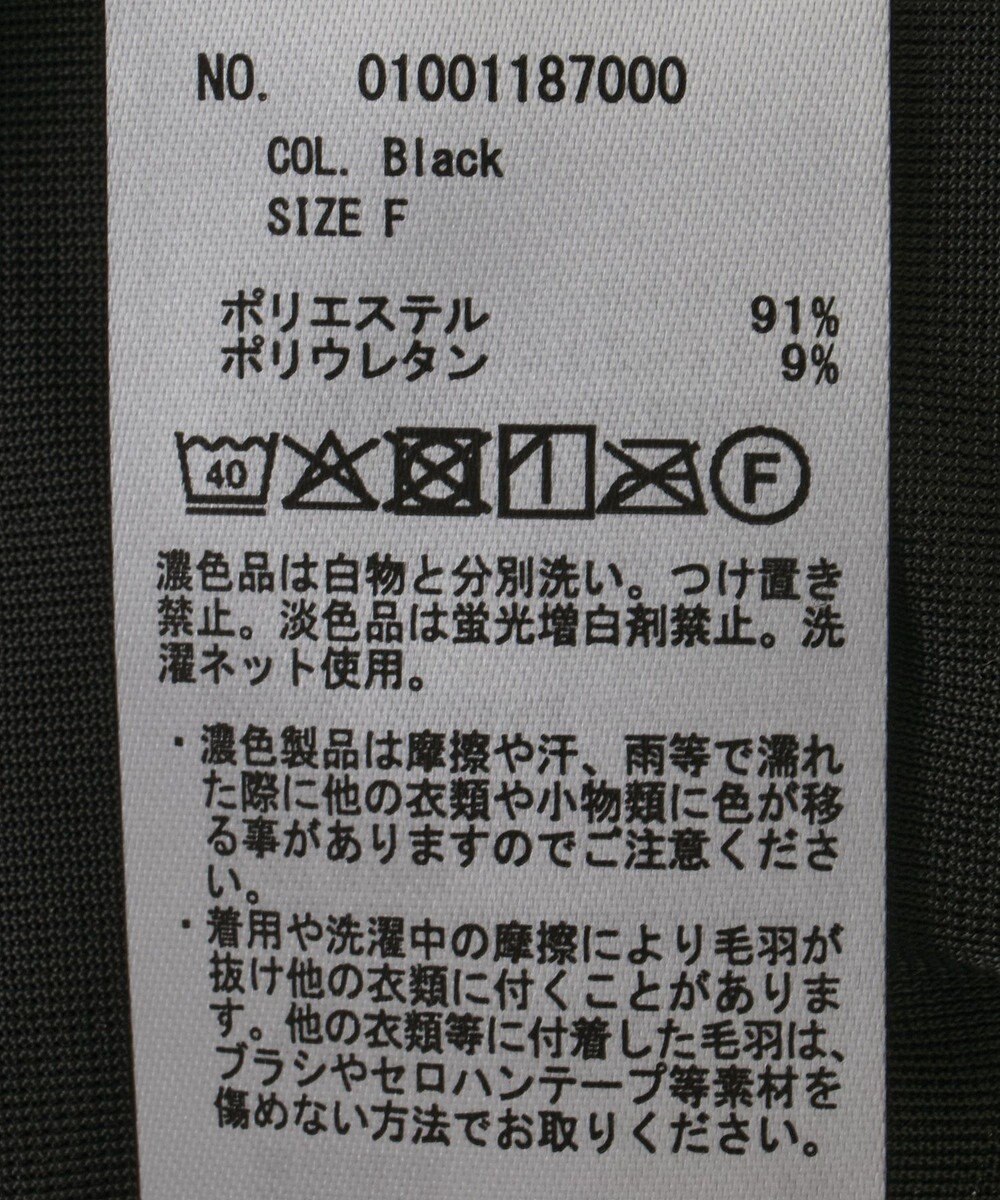 NO. 01001187000
COL. Black
SIZE F
ポリエステル 91%
ポリウレタン 9%
40 F
濃色品は白物と分別洗い。つけ置き
禁止。淡色品は蛍光増白剤禁止。洗
濯ネット使用。
・濃色製品は摩擦や汗、雨等で濡れ
た際に他の衣類や小物類に色が移
る事がありますのでご注意くださ
い。
・着用や洗濯中の摩擦により毛羽が
抜け他の衣類に付くことがありま
す。他の衣類等に付着した毛羽は、
ブラシやセロハンテープ等素材を
傷めない方法でお取りください。